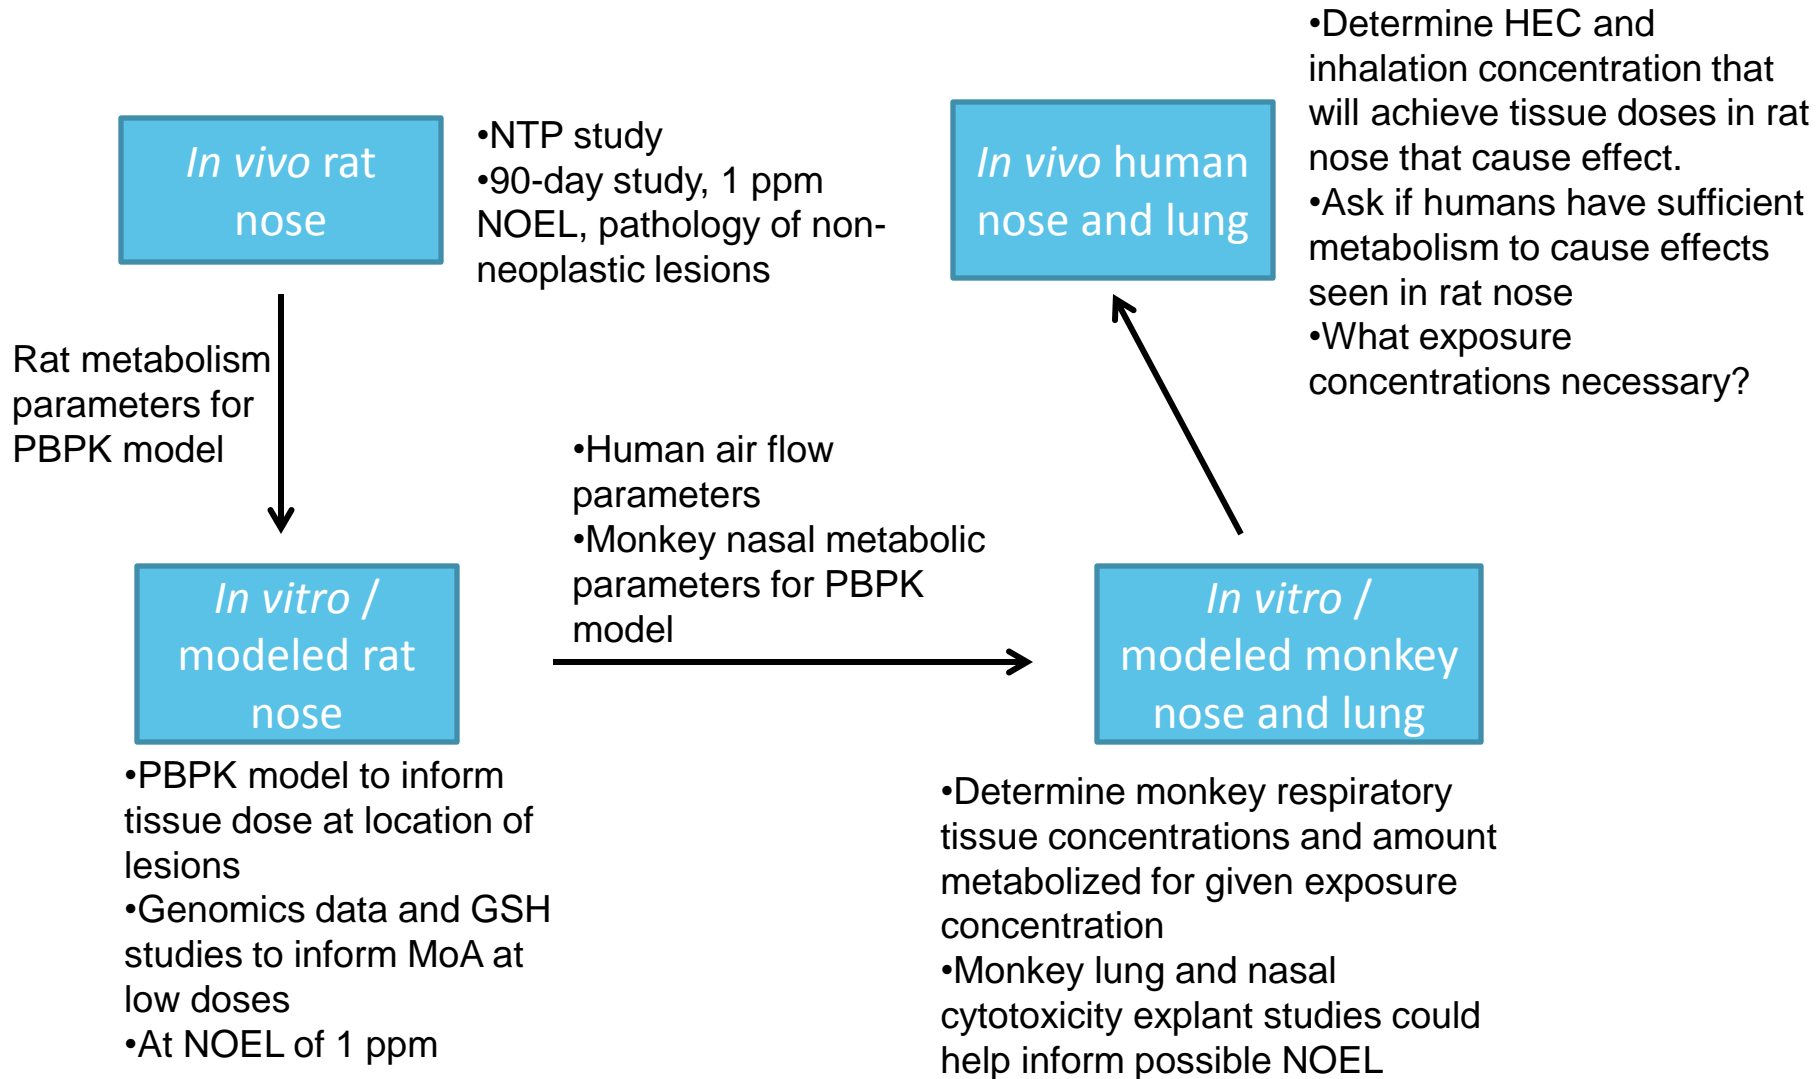 In vivo rat
nose
•NTP study
•90-day study, 1 ppm
NOEL, pathology of non-
neoplastic lesions
In vivo human
nose and lung
•Determine HEC and
inhalation concentration that
will achieve tissue doses in rat
nose that cause effect.
•Ask if humans have sufficient
metabolism to cause effects
seen in rat nose
•What exposure
concentrations necessary?
Rat metabolism
parameters for
PBPK model
•Human air flow
parameters
•Monkey nasal metabolic
parameters for PBPK
model
In vitro /
modeled rat
nose
•PBPK model to inform
tissue dose at location of
lesions
•Genomics data and GSH
studies to inform MoA at
low doses
•At NOEL of 1 ppm
In vitro /
modeled monkey
nose and lung
•Determine monkey respiratory
tissue concentrations and amount
metabolized for given exposure
concentration
•Monkey lung and nasal
cytotoxicity explant studies could
help inform possible NOEL